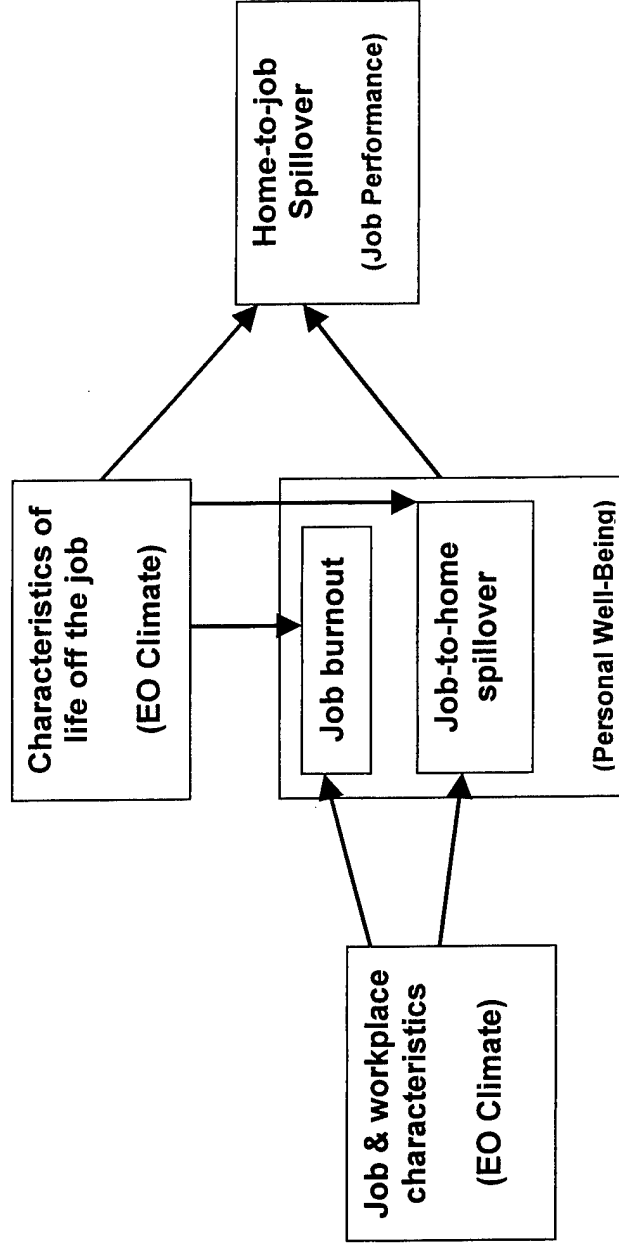 Characteristics of
life off the job
(EO Climate)
Home-to-job
Spillover
(Job Performance)
Job burnout
Job-to-home
spillover
(Personal Well-Being)
Job & workplace
characteristics
(EO Climate)